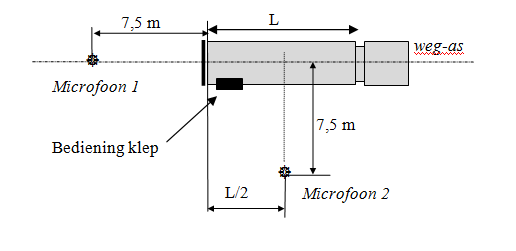 7,5 m
L
weg-as
Microfoon 1
7,5 m
Bediening klep
L/2
Microfoon 2